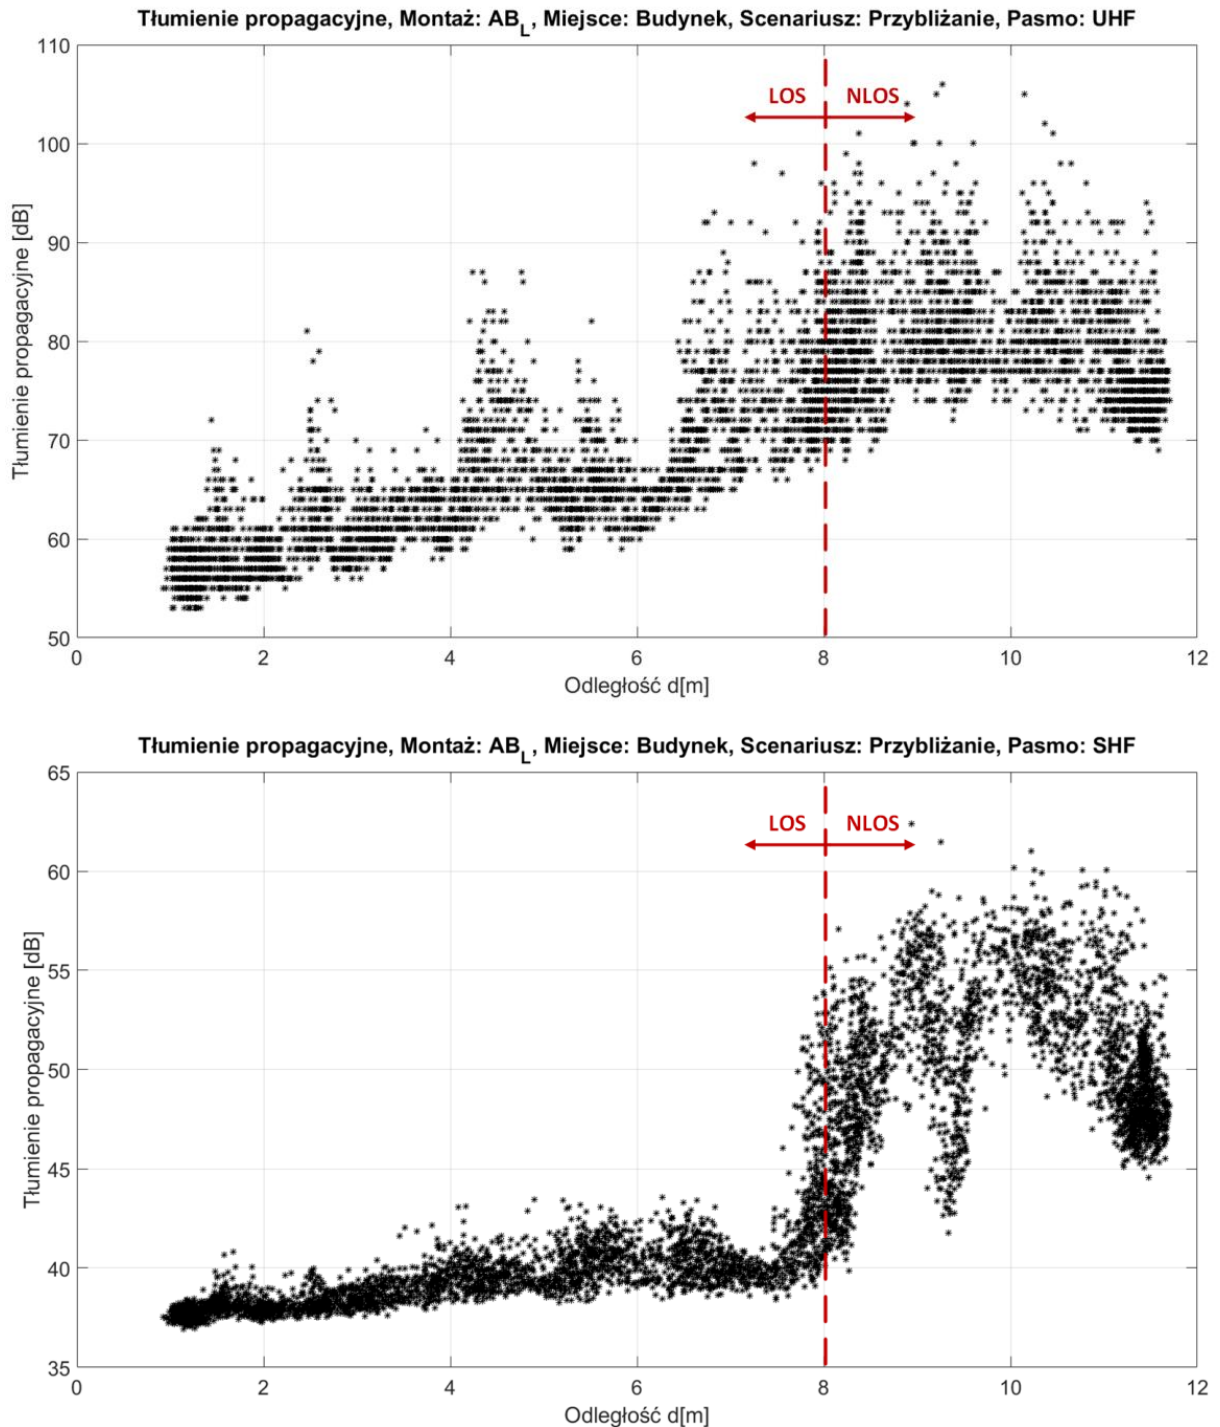 Tłumienie propagacyjne, Montaż: AB_L, Miejsce: Budynek, Scenariusz: Przybliżanie, Pasmo: UHF
110
LOS NLOS
100
90
80
70
60
50
Tłumienie propagacyjne [dB]
0 2 4 6 8 10 12
Odległość d[m]
Tłumienie propagacyjne, Montaż: AB_L, Miejsce: Budynek, Scenariusz: Przybliżanie, Pasmo: SHF
65
LOS NLOS
60
55
50
45
40
35
Tłumienie propagacyjne [dB]
0 2 4 6 8 10 12
Odległość d[m]